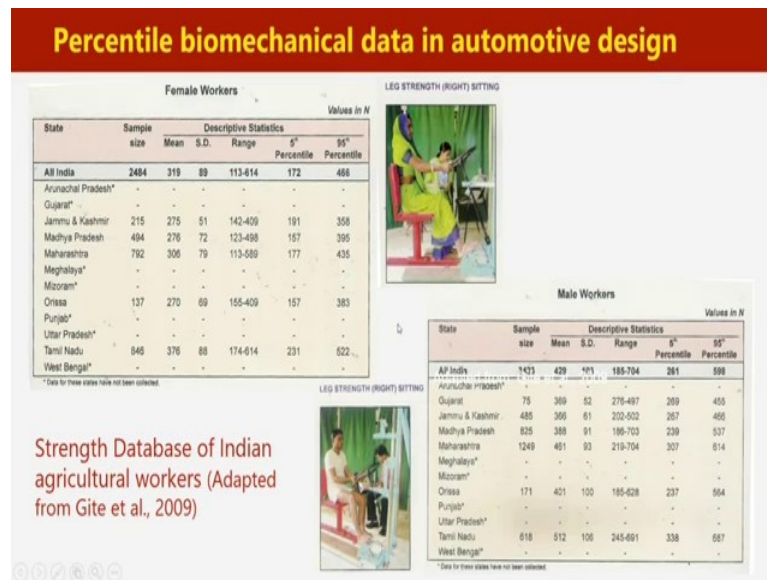 Percentile biomechanical data in automotive design
Female Workers
Values in N
State Sample size Descriptive Statistics
Mean S.D. Range 5th Percentile 95th Percentile
All India 2484 319 89 113-614 172 466
Arunachal Pradesh* - - - - - -
Gujarat* - - - - - -
Jammu & Kashmir 215 275 51 142-409 191 358
Madhya Pradesh 494 276 72 123-498 157 395
Maharashtra 792 306 79 113-589 177 435
Meghalaya* - - - - - -
Mizoram* - - - - - -
Orissa 137 270 69 155-409 157 383
Punjab* - - - - - -
Uttar Pradesh* - - - - - -
Tamil Nadu 846 376 88 174-614 231 522
West Bengal* - - - - - -
* Data for these states have not been collected.
LEG STRENGTH (RIGHT) SITTING
Male Workers
Values in N
State Sample size Descriptive Statistics
Mean S.D. Range 5th Percentile 95th Percentile
All India 429 185-704 261 598
Arunachal Pradesh* - - - - - -
Gujarat 75 369 52 276-497 269 455
Jammu & Kashmir 485 366 61 202-502 267 466
Madhya Pradesh 825 388 91 186-703 239 537
Maharashtra 1249 461 93 219-704 307 614
Meghalaya* - - - - - -
Mizoram* - - - - - -
Orissa 171 401 100 185-628 237 564
Punjab* - - - - - -
Uttar Pradesh* - - - - - -
Tamil Nadu 618 512 106 245-691 338 687
West Bengal* - - - - - -
* Data for these states have not been collected.
LEG STRENGTH (RIGHT) SITTING
Strength Database of Indian
agricultural workers (Adapted
from Gite et al., 2009)